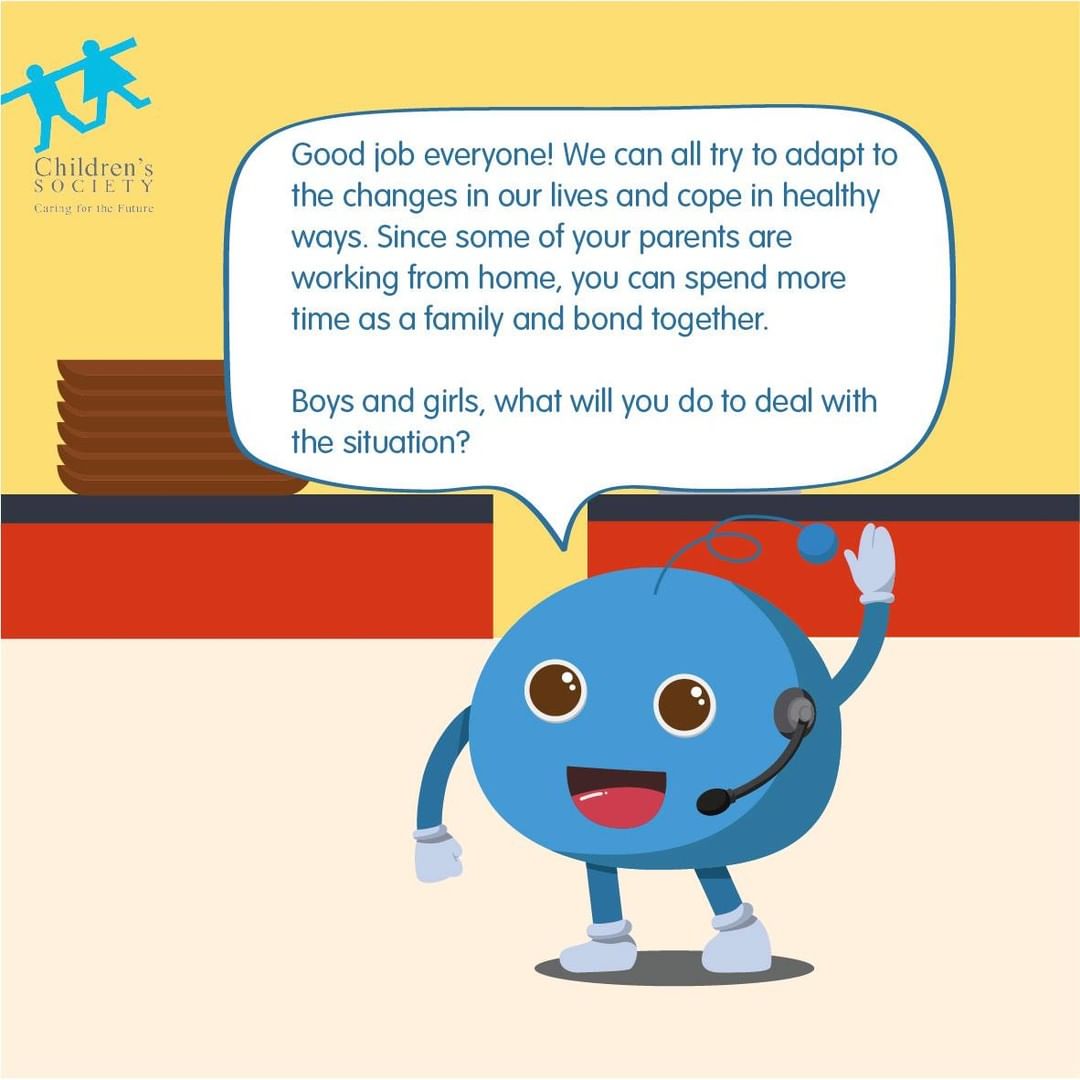 Children's
SOCIETY
Caring for the Future
Good job everyone! We can all try to adapt to
the changes in our lives and cope in healthy
ways. Since some of your parents are
working from home, you can spend more
time as a family and bond together.
Boys and girls, what will you do to deal with
the situation?